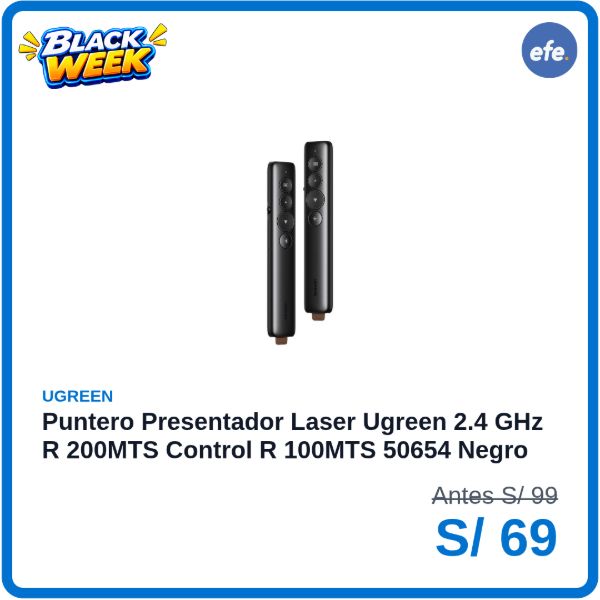 BLACK
WEEK
efe.
UGREEN
Puntero Presentador Laser Ugreen 2.4 GHz
R 200MTS Control R 100MTS 50654 Negro
Antes S/ 99
S/ 69